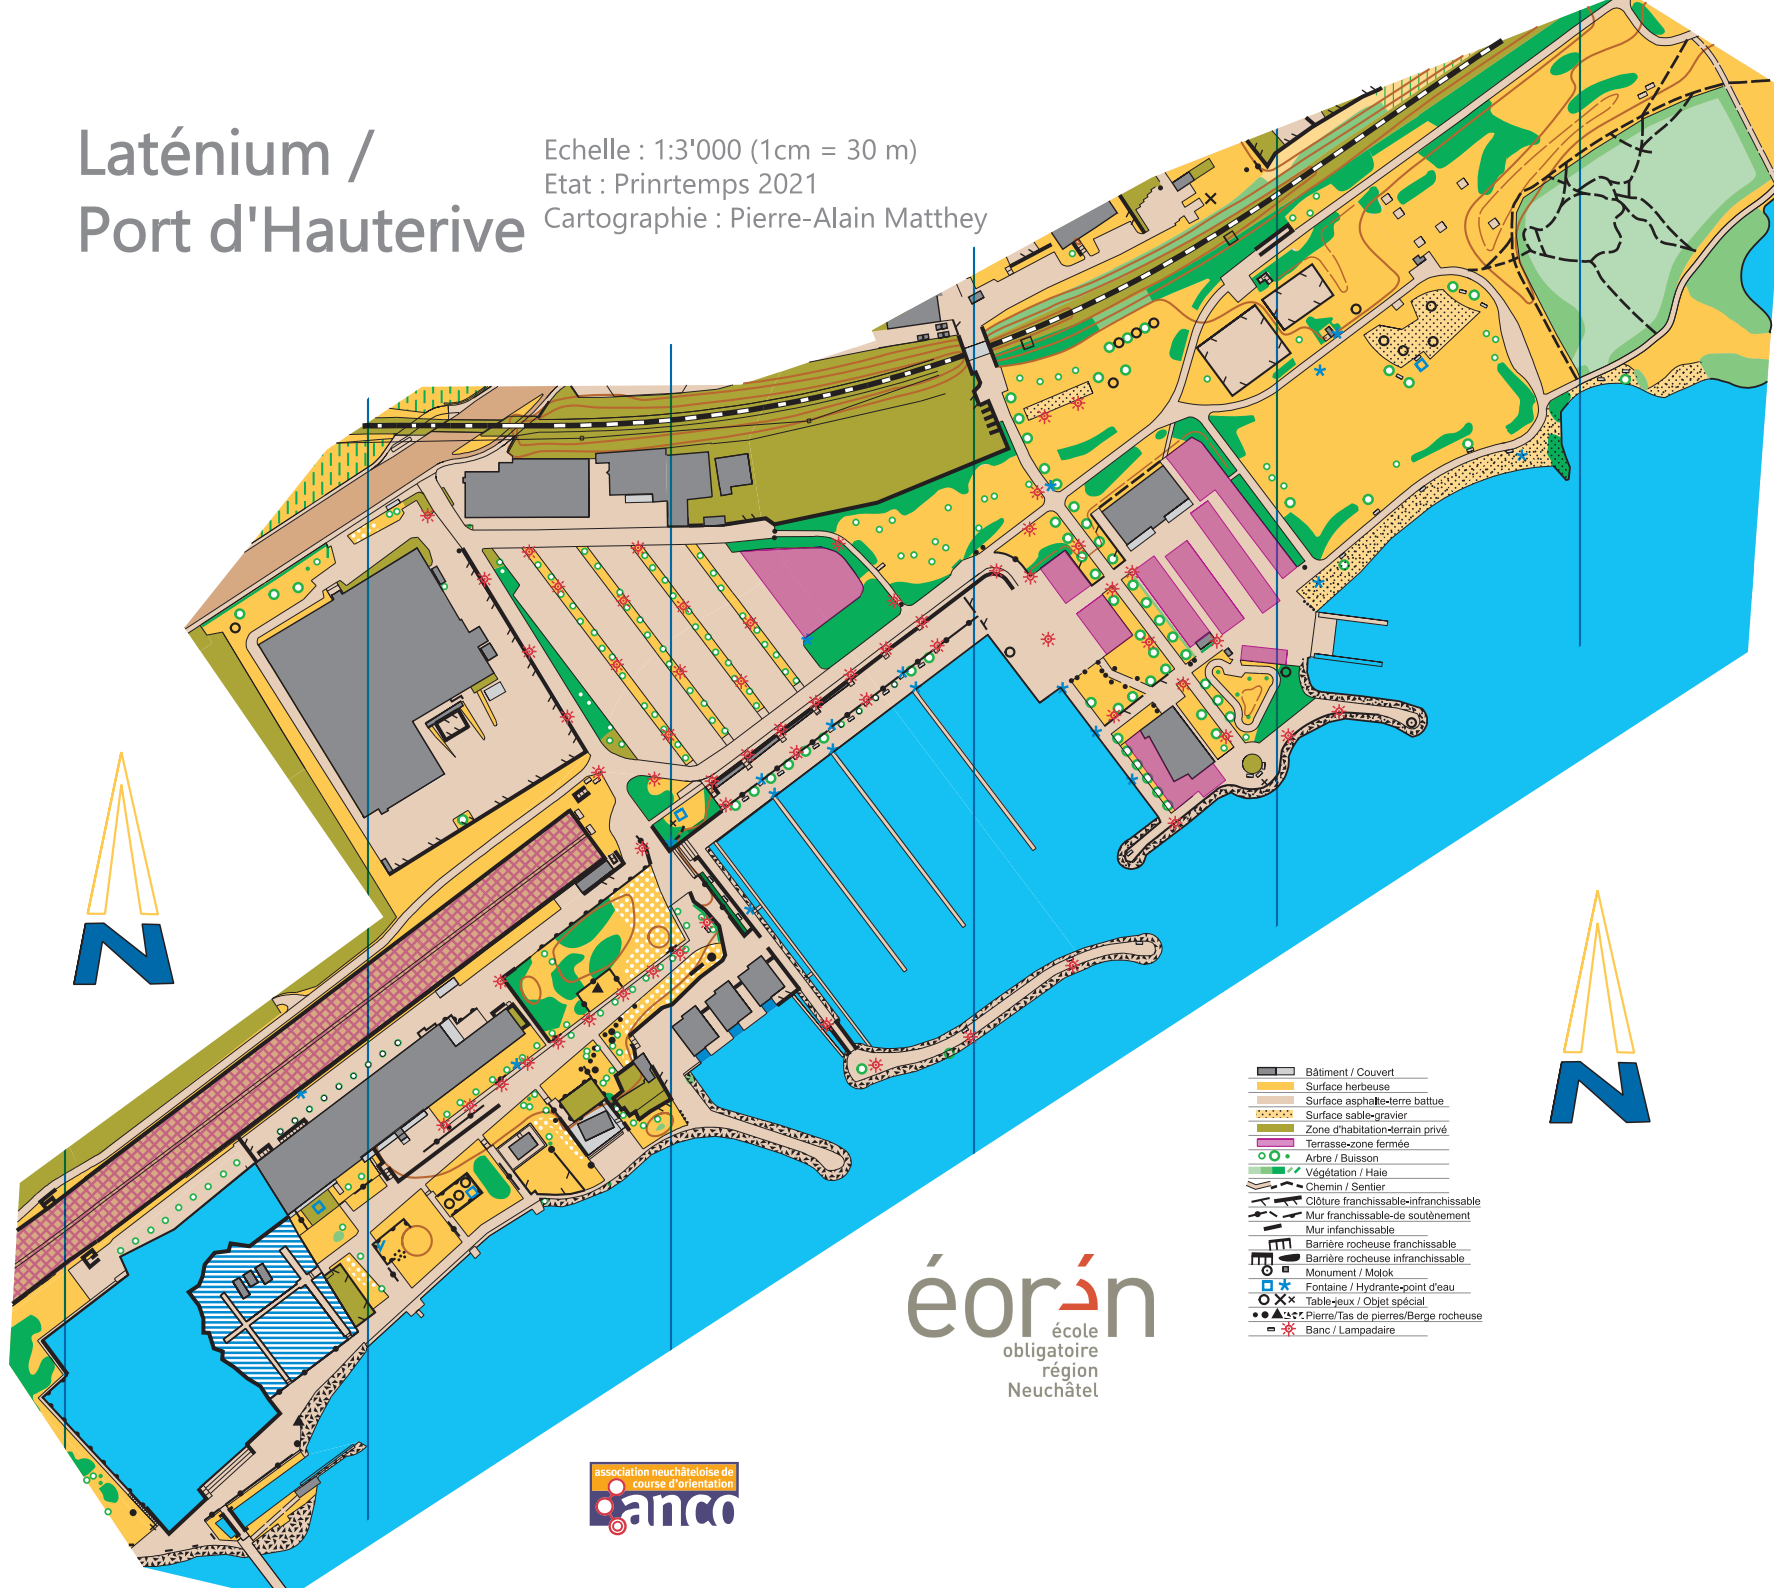 Laténium /
Port d'Hauterive
Echelle : 1:3'000 (1cm = 30 m)
Etat : Prinrtemps 2021
Cartographie : Pierre-Alain Matthey
N
N
Bâtiment / Couvert
Surface herbeuse
Surface asphalte-terre battue
Surface sable-gravier
Zone d'habitation-terrain privé
Terrasse-zone fermée
Arbre / Buisson
Végétation / Haie
Chemin / Sentier
Clôture franchissable-infranchissable
Mur franchissable-de soutènement
Mur infanchissable
Barrière rocheuse franchissable
Barrière rocheuse infranchissable
Monument / Molok
Fontaine / Hydrante-point d'eau
Table-jeux / Objet spécial
Pierre/Tas de pierres/Berge rocheuse
Banc / Lampadaire
éorén
école
obligatoire
région
Neuchâtel
association neuchâteloise de
course d'orientation
anco